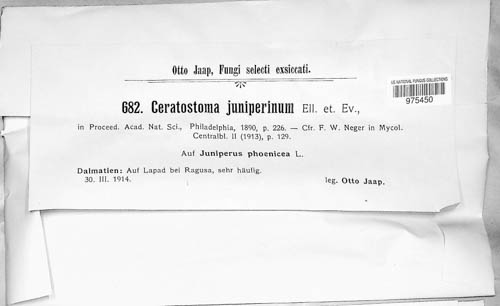 Otto Jaap, Fungi selecti exsiccati.
US NATIONAL FUNGUS COLLECTIONS
975450
682. Ceratostoma juniperinum Ell. et. Ev.,
in Proceed. Acad. Nat. Sci., Philadelphia, 1890, p. 226. — Cfr. F. W. Neger in Mycol.
Centralbl. II (1913), p. 129.
Auf Juniperus phoenicea L.
Dalmatien: Auf Lapad bei Ragusa, sehr häufig.
30. III. 1914.
leg. Otto Jaap.